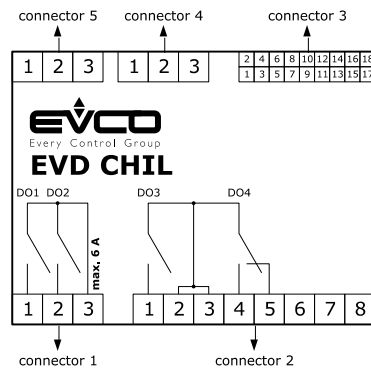 connector 5 connector 4 connector 3
1 2 3 1 2 3 2 4 6 8 10 12 14 16 18
1 3 5 7 9 11 13 15 17
EVCO
Every Control Group
EVD CHIL
DO1 DO2 DO3 DO4
max. 6 A
1 2 3 1 2 3 4 5 6 7 8
connector 1 connector 2